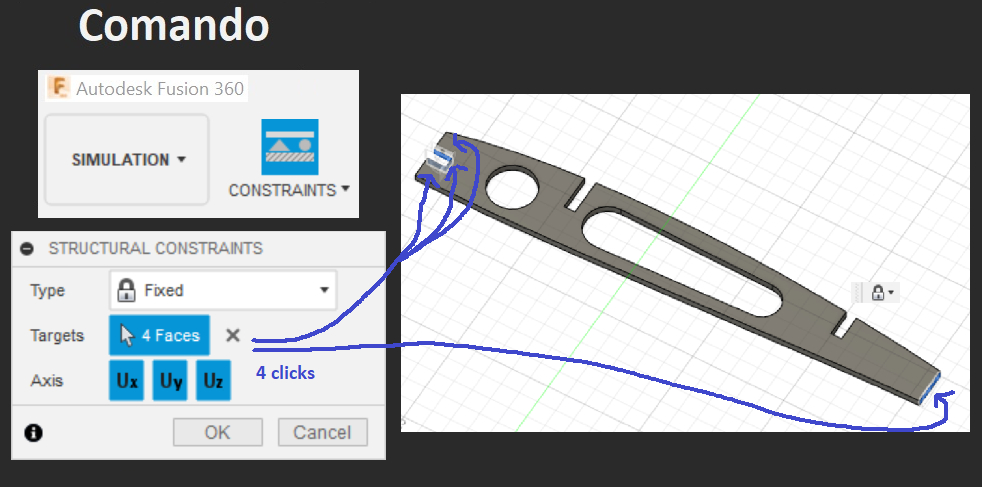 Comando
Autodesk Fusion 360
SIMULATION
CONSTRAINTS
STRUCTURAL CONSTRAINTS
Type
Fixed
Targets
4 Faces
4 clicks
Axis
Ux Uy Uz
OK
Cancel